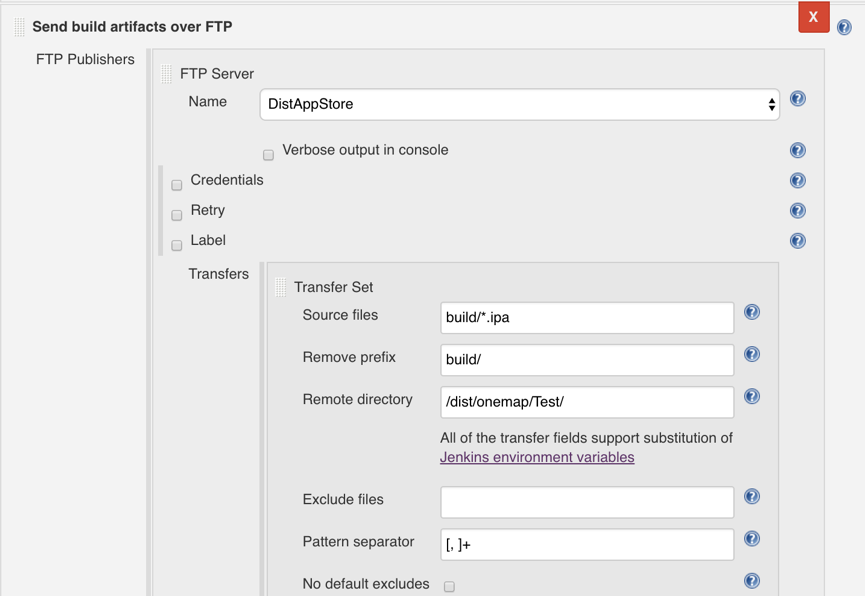 Send build artifacts over FTP
X
FTP Publishers
FTP Server
Name
DistAppStore
Verbose output in console
Credentials
Retry
Label
Transfers
Transfer Set
Source files
build/*.ipa
Remove prefix
build/
Remote directory
/dist/onemap/Test/
All of the transfer fields support substitution of
Jenkins environment variables
Exclude files
Pattern separator
[, ]+
No default excludes